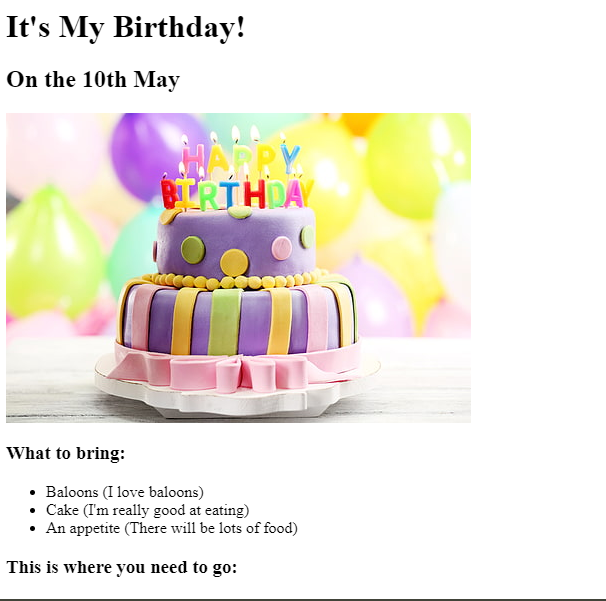 It's My Birthday!
On the 10th May
HAPPY
BIRTHDAY
What to bring:
Baloons (I love baloons)
Cake (I'm really good at eating)
An appetite (There will be lots of food)
This is where you need to go: